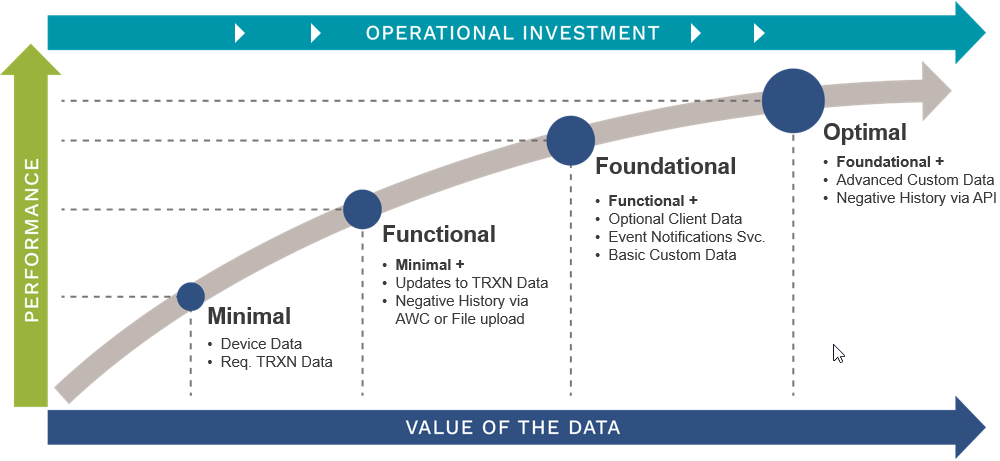 OPERATIONAL INVESTMENT
PERFORMANCE
Optimal
• Foundational +
• Advanced Custom Data
• Negative History via API
Foundational
• Functional +
• Optional Client Data
• Event Notifications Svc.
• Basic Custom Data
Functional
• Minimal +
• Updates to TRXN Data
• Negative History via
AWC or File upload
Minimal
• Device Data
• Req. TRXN Data
VALUE OF THE DATA